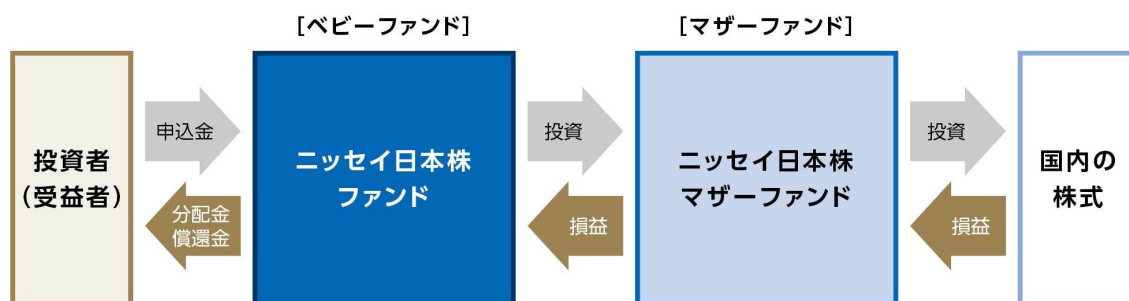 [ベビーファンド]
[マザーファンド]
投資者
(受益者)
申込金
分配金
償還金
ニッセイ日本株
ファンド
投資
損益
ニッセイ日本株
マザーファンド
投資
損益
国内の
株式